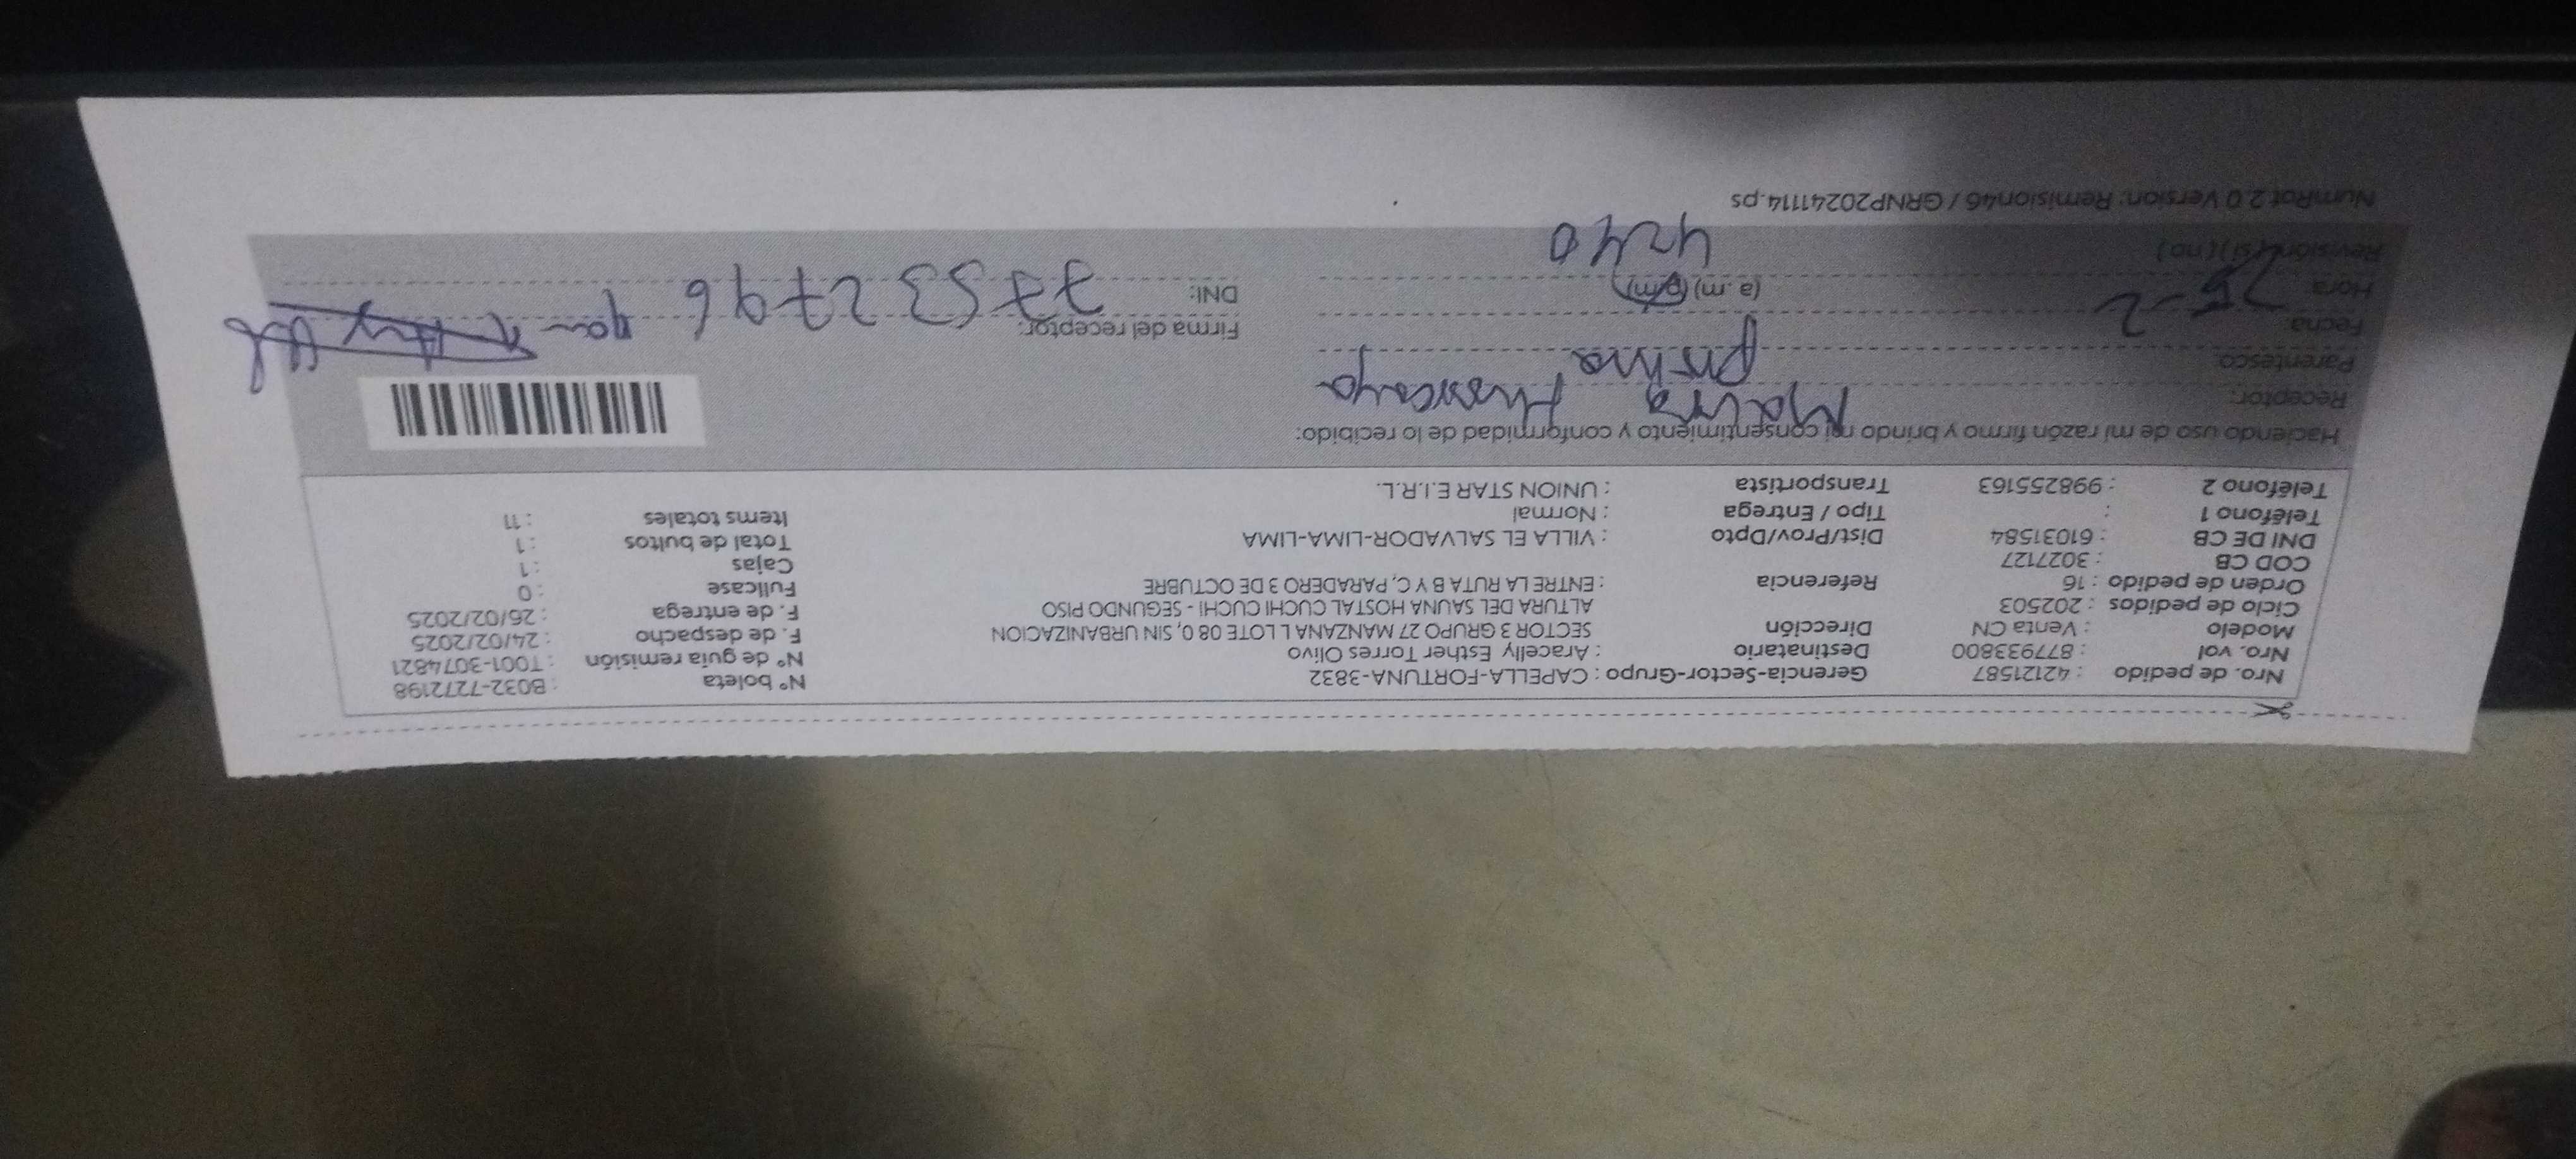 Nro. de pedido : 42121587 Gerencia-Sector-Grupo : CAPELLA-FORTUNA-3832 N° boleta : B032-7272198
Nro. vol : 877933800 Destinatario : Aracelly Esther Torres Olivo N° de guía remisión : T001-3074821
Modelo : Venta CN Dirección SECTOR 3 GRUPO 27 MANZANA L LOTE 08 0, SIN URBANIZACION F. de despacho : 24/02/2025
Ciclo de pedidos : 202503 ALTURA DEL SAUNA HOSTAL CUCHI CUCHI - SEGUNDO PISO F. de entrega : 26/02/2025
Orden de pedido : 16 Referencia : ENTRE LA RUTA B Y C, PARADERO 3 DE OCTUBRE Fullcase : 0
COD CB : 3027127 Cajas : 1
DNI DE CB : 61031584 Dist/Prov/Dpto : VILLA EL SALVADOR-LIMA-LIMA Total de bultos : 1
Teléfono 1 : Tipo / Entrega : Normal Items totales : 11
Teléfono 2 : 998255163 Transportista : UNION STAR E.I.R.L.
Haciendo uso de mi razón firmo y brindo mi consentimiento y conformidad de lo recibido:
Receptor:
Parentesco: prima
Fecha: 25-2 Firma del receptor:
Hora (a.m) (p.m) DNI: 77532796
Revisión (si) (no) 4240
NumRot 2.0 Version: Remision46 / GRNP20241114.ps